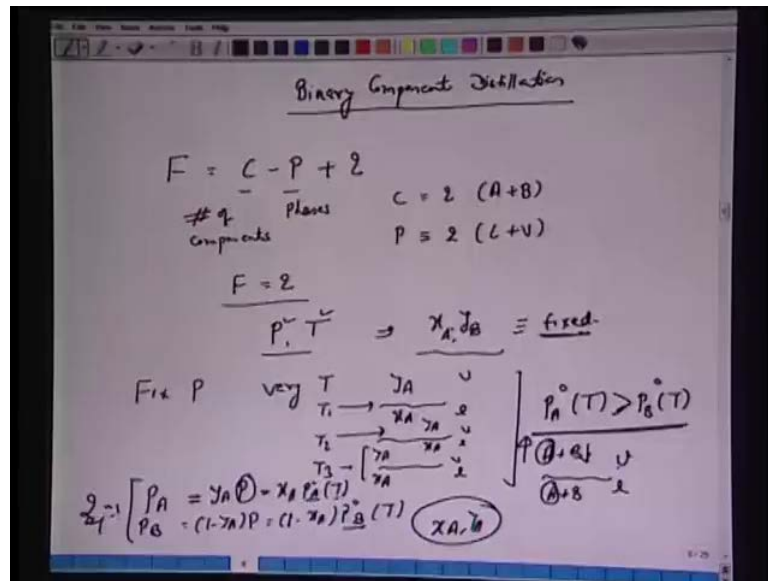 Binary Component Distillation
F = C - P + 2
# of components
Phases
C = 2 (A+B)
P = 2 (L+V)
F = 2
P, T ⇒ xA, yB ≡ fixed.
Fix P vary T yA v
T1 → xA l
T2 → yA v
xA l
T3 → yA v
xA l
PA°(T) > PB°(T)
A+B v
A+B l
PA = yA P = xA PA°(T)
PB = (1-yA)P = (1-xA) PB°(T)
xA, yA